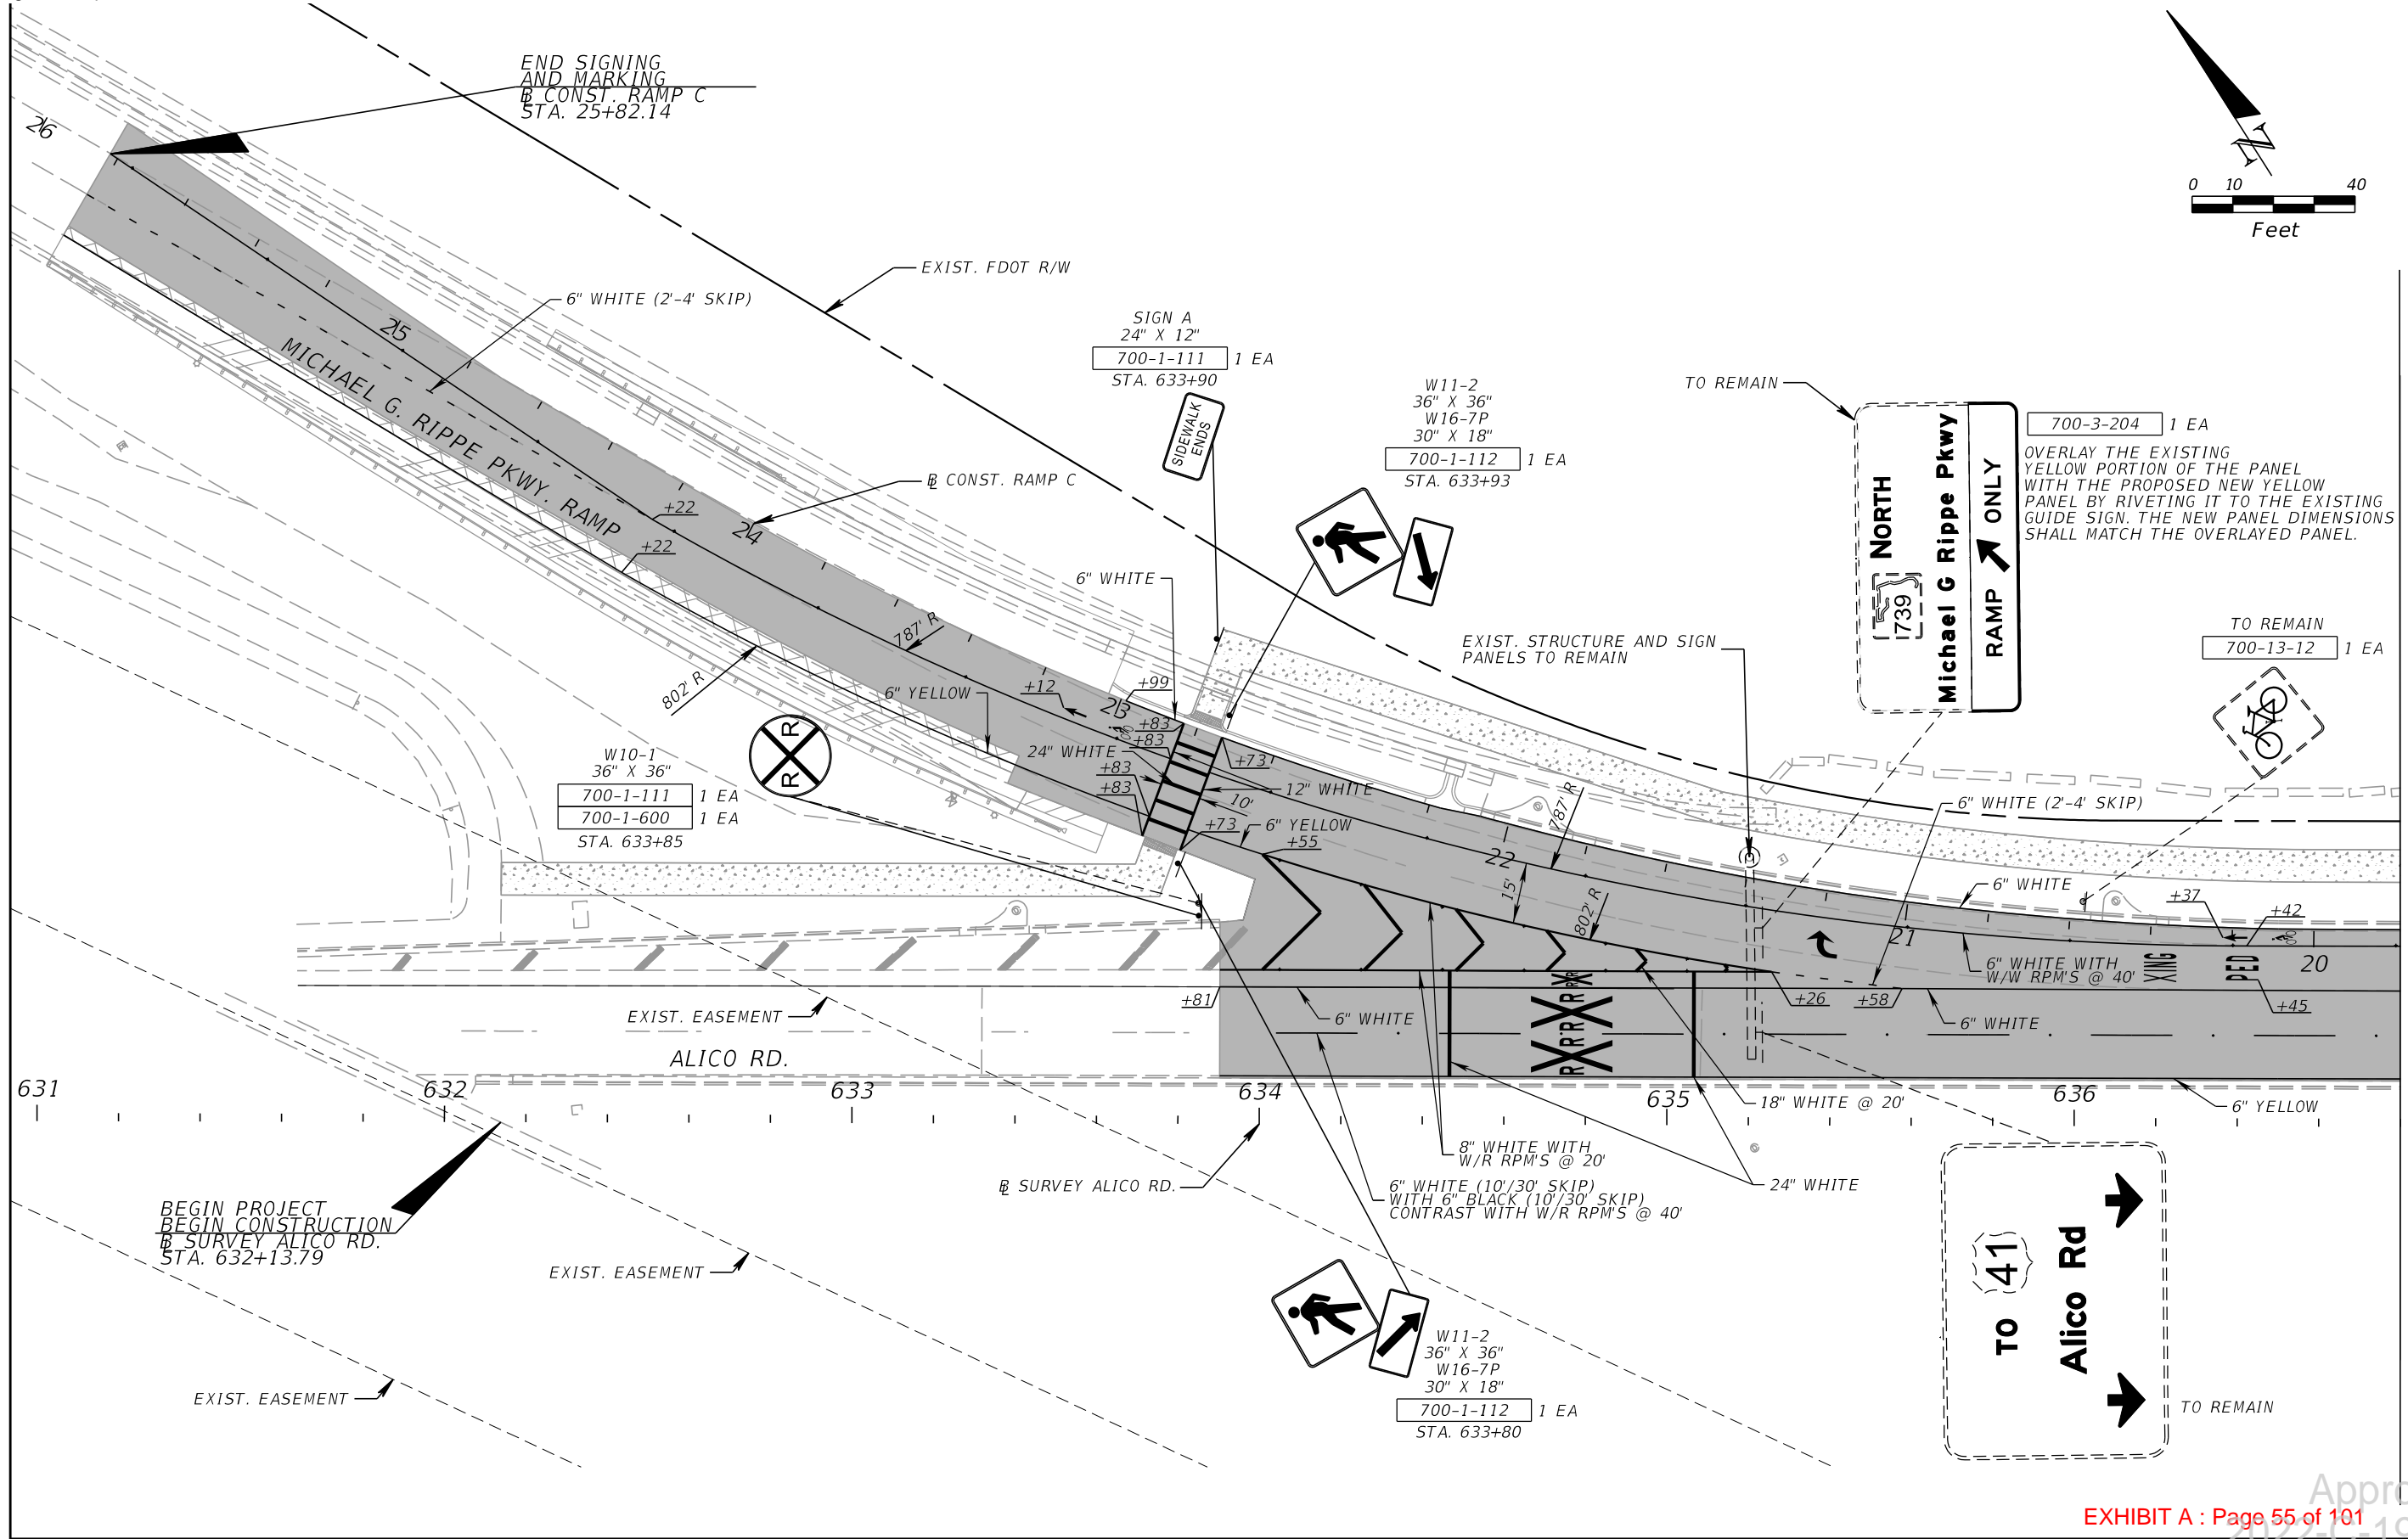 END SIGNING
AND MARKING
℄ CONST. RAMP C
STA. 25+82.14
26
0 10 40
Feet
EXIST. FDOT R/W
6" WHITE (2'-4' SKIP)
25
MICHAEL G. RIPPE PKWY. RAMP
SIGN A
24" X 12"
700-1-111 1 EA
STA. 633+90
SIDEWALK
ENDS
W11-2
36" X 36"
W16-7P
30" X 18"
700-1-112 1 EA
STA. 633+93
TO REMAIN
NORTH
739
Michael G Rippe Pkwy
RAMP ONLY
700-3-204 1 EA
OVERLAY THE EXISTING
YELLOW PORTION OF THE PANEL
WITH THE PROPOSED NEW YELLOW
PANEL BY RIVETING IT TO THE EXISTING
GUIDE SIGN. THE NEW PANEL DIMENSIONS
SHALL MATCH THE OVERLAYED PANEL.
℄ CONST. RAMP C
+22
24
+22
6" WHITE
787' R
802' R
6" YELLOW
+12
+99
23
+83
+83
24" WHITE
+83
+83
+73
12" WHITE
10'
+73
6" YELLOW
+55
EXIST. STRUCTURE AND SIGN
PANELS TO REMAIN
TO REMAIN
700-13-12 1 EA
W10-1
36" X 36"
700-1-111 1 EA
700-1-600 1 EA
STA. 633+85
R R
787' R
22
15'
802' R
6" WHITE (2'-4' SKIP)
6" WHITE
+37
+42
21
6" WHITE WITH
W/W RPM'S @ 40'
XING
PED
20
+45
+81
6" WHITE
R R
R R
R R
+26
+58
6" WHITE
EXIST. EASEMENT
ALICO RD.
631
632
633
634
635
636
18" WHITE @ 20'
6" YELLOW
8" WHITE WITH
W/R RPM'S @ 20'
24" WHITE
℄ SURVEY ALICO RD.
6" WHITE (10'/30' SKIP)
WITH 6" BLACK (10'/30' SKIP)
CONTRAST WITH W/R RPM'S @ 40'
BEGIN PROJECT
BEGIN CONSTRUCTION
℄ SURVEY ALICO RD.
STA. 632+13.79
EXIST. EASEMENT
EXIST. EASEMENT
W11-2
36" X 36"
W16-7P
30" X 18"
700-1-112 1 EA
STA. 633+80
TO 41
Alico Rd
TO REMAIN
EXHIBIT A : Page 55 of 101